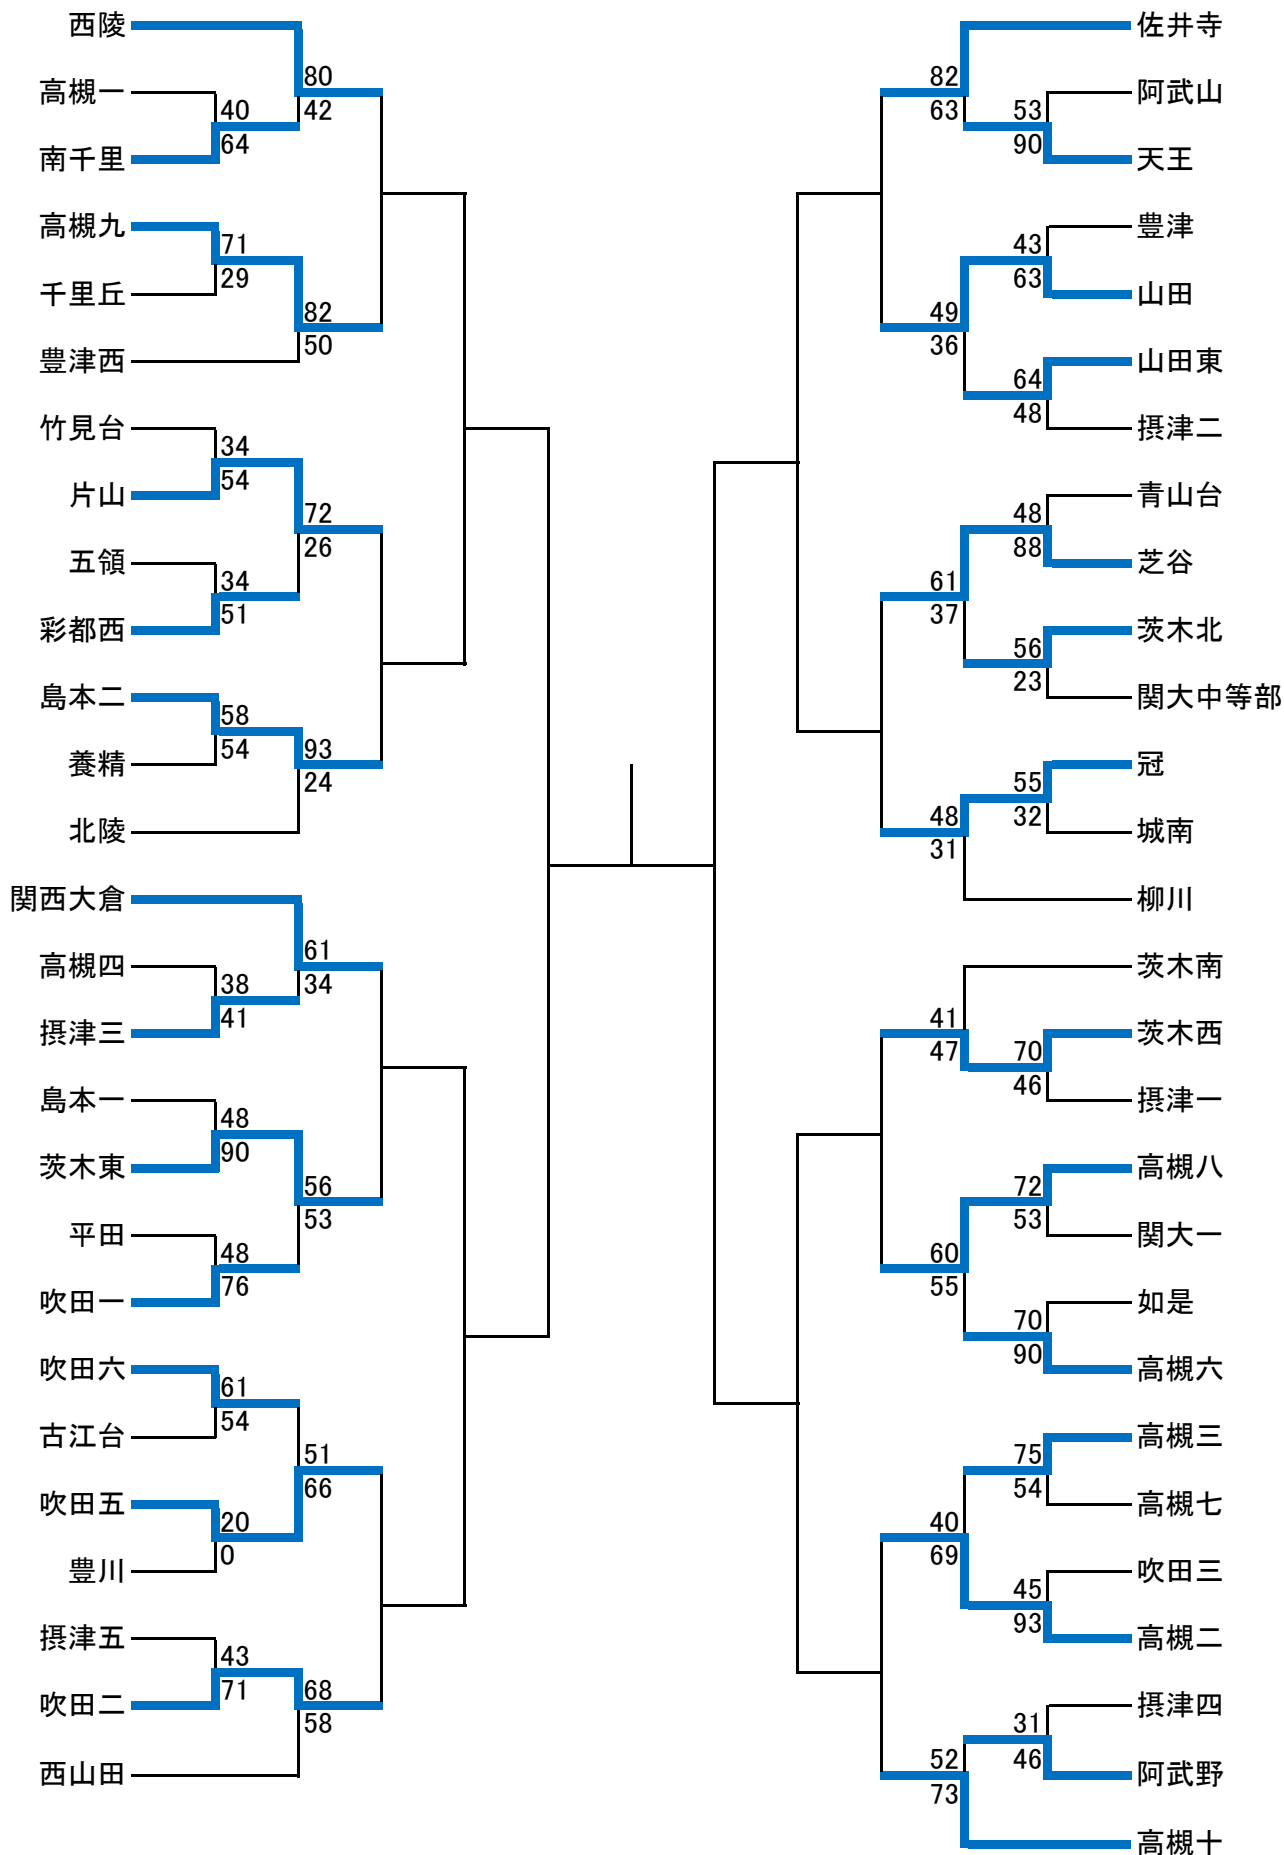 西陵
80
高槻一
40
42
64
南千里
高槻九
71
29
千里丘
82
50
豊津西
竹見台
34
54
片山
72
26
五領
34
51
彩都西
島本二
58
54
93
養精
24
北陵
関西大倉
61
高槻四
38
34
41
摂津三
島本一
48
90
茨木東
56
53
平田
48
76
吹田一
吹田六
61
54
古江台
51
66
吹田五
20
0
豊川
摂津五
43
71
68
吹田二
58
西山田
佐井寺
82
阿武山
63
53
90
天王
豊津
43
63
山田
49
36
山田東
64
48
摂津二
青山台
48
88
芝谷
61
37
茨木北
56
23
関大中等部
冠
55
32
48
城南
31
柳川
茨木南
41
茨木西
47
70
46
摂津一
高槻八
72
53
関大一
60
55
如是
70
90
高槻六
高槻三
75
54
高槻七
40
69
吹田三
45
93
高槻二
摂津四
31
46
52
阿武野
73
高槻十